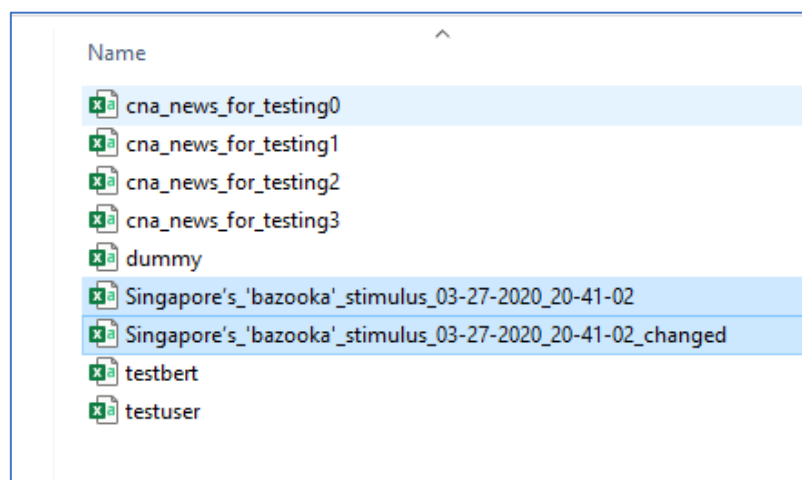 Name
cna_news_for_testing0
cna_news_for_testing1
cna_news_for_testing2
cna_news_for_testing3
dummy
Singapore’s_'bazooka'_stimulus_03-27-2020_20-41-02
Singapore’s_'bazooka'_stimulus_03-27-2020_20-41-02_changed
testbert
testuser